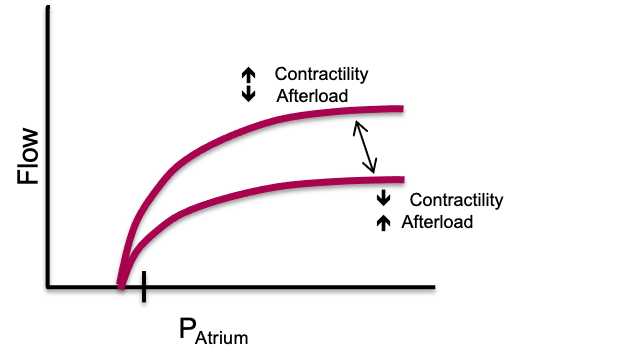 ↑ Contractility
↓ Afterload
Flow
↓ Contractility
↑ Afterload
PAtrium